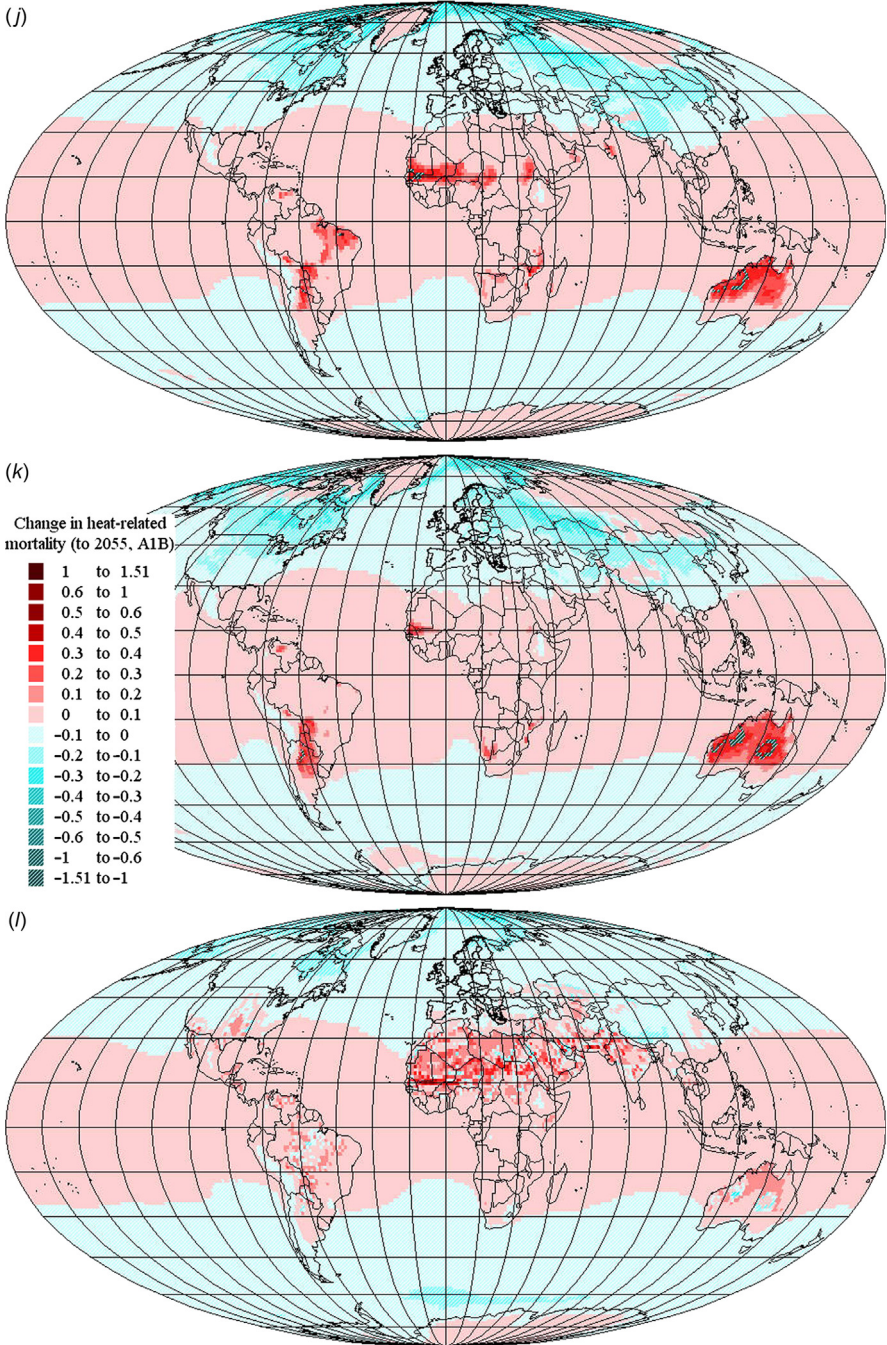 (j)
(k)
Change in heat-related
mortality (to 2055, A1B)
1 to 1.51
0.6 to 1
0.5 to 0.6
0.4 to 0.5
0.3 to 0.4
0.2 to 0.3
0.1 to 0.2
0 to 0.1
–0.1 to 0
–0.2 to –0.1
–0.3 to –0.2
–0.4 to –0.3
–0.5 to –0.4
–0.6 to –0.5
–1 to –0.6
–1.51 to –1
(l)